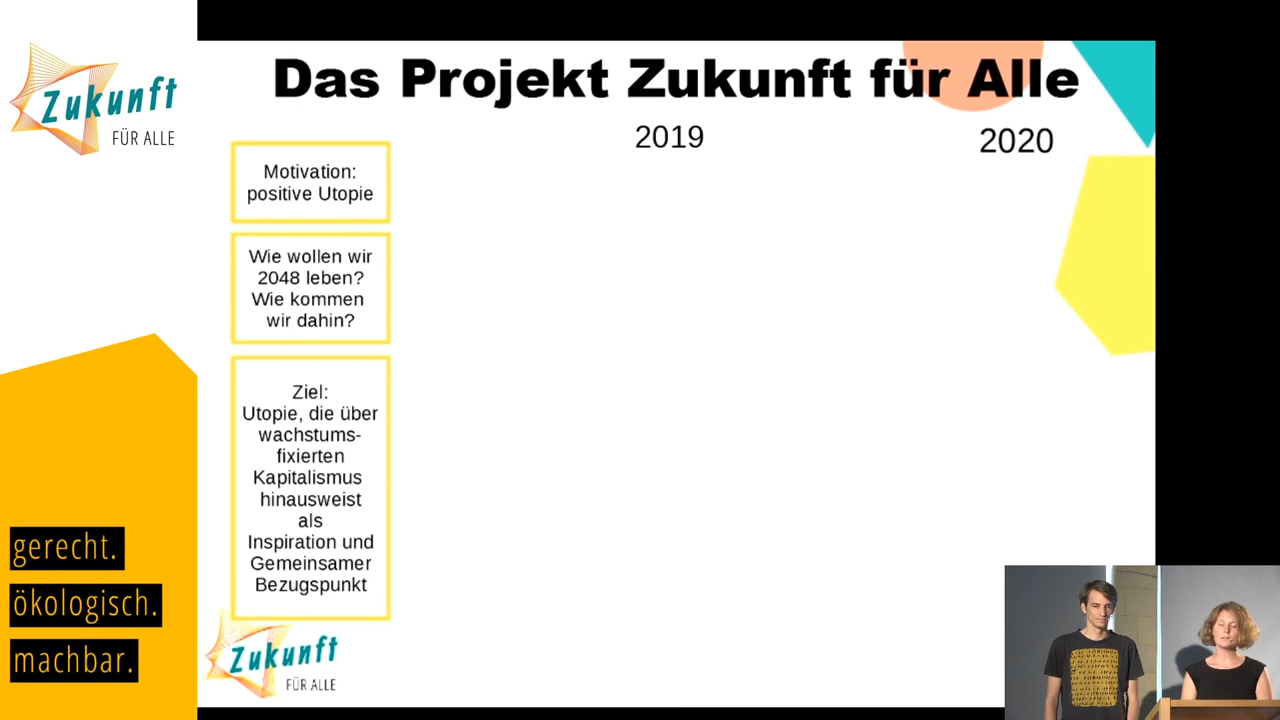 Zukunft
FÜR ALLE
gerecht.
ökologisch.
machbar.
Das Projekt Zukunft für Alle
2019
2020
Motivation:
positive Utopie
Wie wollen wir
2048 leben?
Wie kommen
wir dahin?
Ziel:
Utopie, die über
wachstums-
fixierten
Kapitalismus
hinausweist
als
Inspiration und
Gemeinsamer
Bezugspunkt
Zukunft
FÜR ALLE